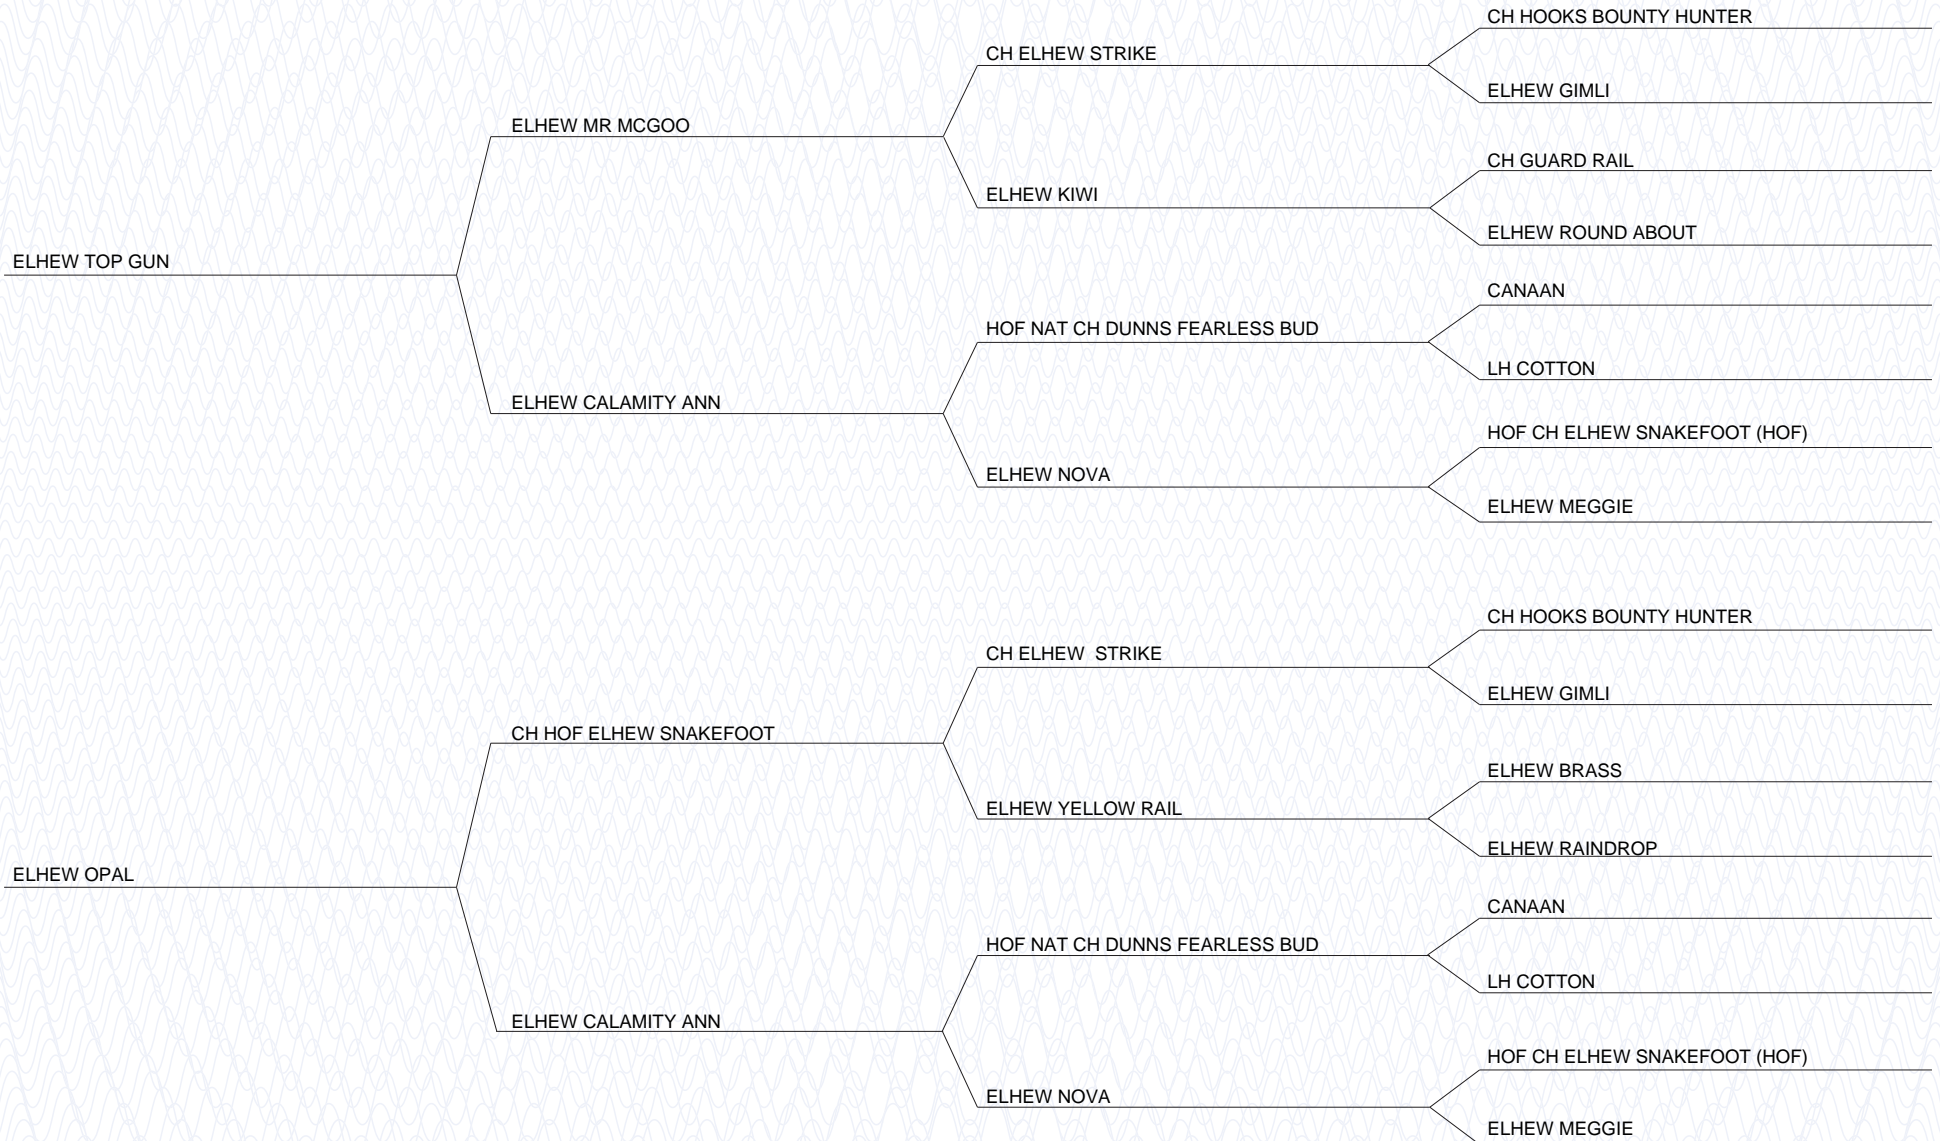 CH HOOKS BOUNTY HUNTER
CH ELHEW STRIKE
ELHEW GIMLI
ELHEW MR MCGOO
CH GUARD RAIL
ELHEW KIWI
ELHEW ROUND ABOUT
ELHEW TOP GUN
CANAAN
HOF NAT CH DUNNS FEARLESS BUD
LH COTTON
ELHEW CALAMITY ANN
HOF CH ELHEW SNAKEFOOT (HOF)
ELHEW NOVA
ELHEW MEGGIE
CH HOOKS BOUNTY HUNTER
CH ELHEW  STRIKE
ELHEW GIMLI
CH HOF ELHEW SNAKEFOOT
ELHEW BRASS
ELHEW YELLOW RAIL
ELHEW RAINDROP
ELHEW OPAL
CANAAN
HOF NAT CH DUNNS FEARLESS BUD
LH COTTON
ELHEW CALAMITY ANN
HOF CH ELHEW SNAKEFOOT (HOF)
ELHEW NOVA
ELHEW MEGGIE